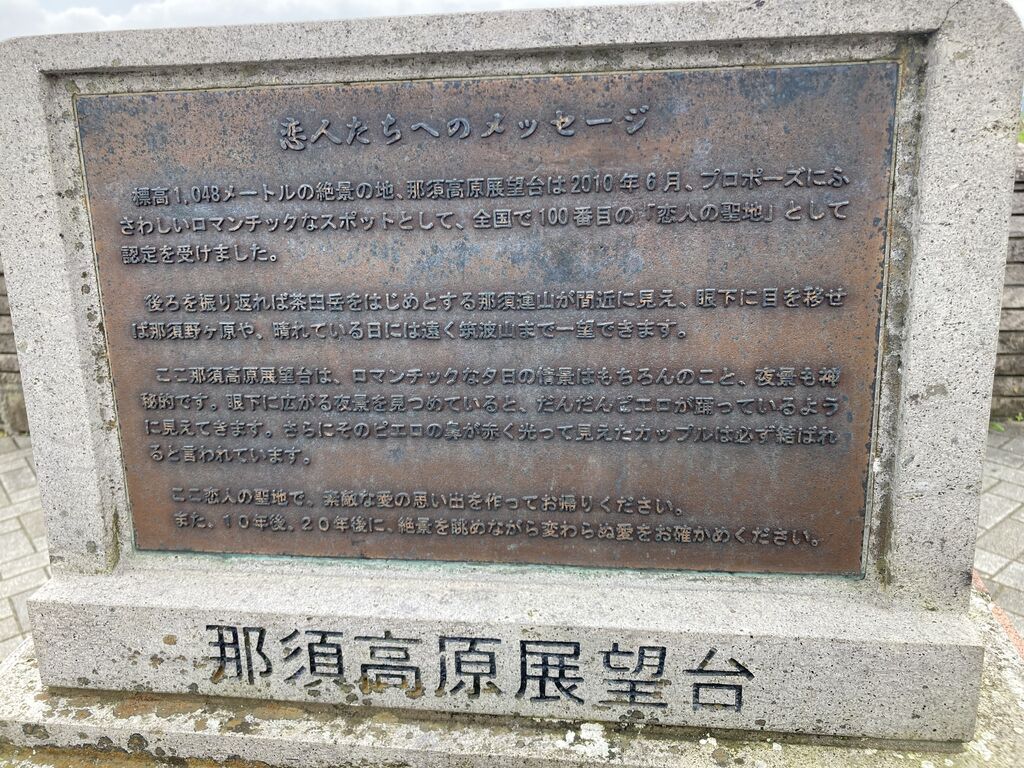 恋人たちへのメッセージ
標高1,048メートルの絶景の地、那須高原展望台は2010年6月、プロポーズにふ
さわしいロマンチックなスポットとして、全国で100番目の「恋人の聖地」として
認定を受けました。
後ろを振り返れば茶臼岳をはじめとする那須連山が間近に見え、眼下に目を移せ
ば那須野ヶ原や、晴れている日には遠く筑波山まで一望できます。
ここ那須高原展望台は、ロマンチックな夕日の情景はもちろんのこと、夜景も神
秘的です。眼下に広がる夜景を見つめていると、だんだんピエロが踊っているよう
に見えてきます。さらにそのピエロの鼻が赤く光って見えたカップルは必ず結ばれ
ると言われています。
ここ恋人の聖地で、素敵な愛の思い出を作ってお帰りください。
また、10年後、20年後に、絶景を眺めながら変わらぬ愛をお確かめください。
那須高原展望台